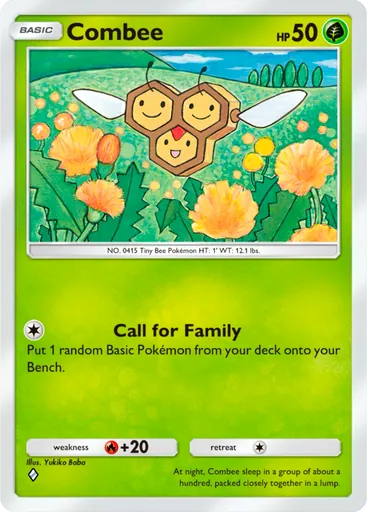 BASIC Combee HP 50
NO. 0415 Tiny Bee Pokémon HT: 1' WT: 12.1 lbs.
Call for Family
Put 1 random Basic Pokémon from your deck onto your
Bench.
weakness +20 retreat
Illus. Yukiko Baba
At night, Combee sleep in a group of about a
hundred, packed closely together in a lump.